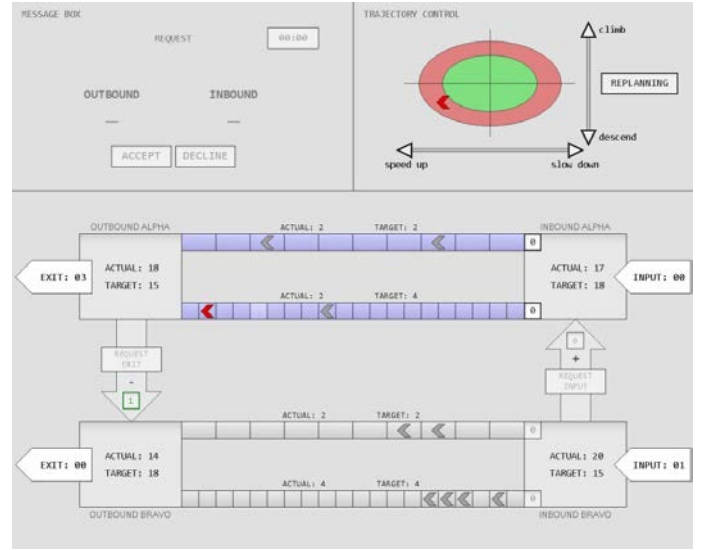 MESSAGE BOX
REQUEST
00:00
OUTBOUND
INBOUND
—
—
ACCEPT
DECLINE
TRAJECTORY CONTROL
climb
REPLANNING
descend
speed up
slow down
OUTBOUND ALPHA
ACTUAL: 2
TARGET: 2
INBOUND ALPHA
0
EXIT: 03
ACTUAL: 18
TARGET: 15
ACTUAL: 17
TARGET: 18
INPUT: 00
ACTUAL: 2
TARGET: 4
0
REQUEST
EXIT
-
1
0
+
REQUEST
INPUT
ACTUAL: 2
TARGET: 2
0
EXIT: 00
ACTUAL: 14
TARGET: 18
ACTUAL: 20
TARGET: 15
INPUT: 01
ACTUAL: 4
TARGET: 4
0
OUTBOUND BRAVO
INBOUND BRAVO